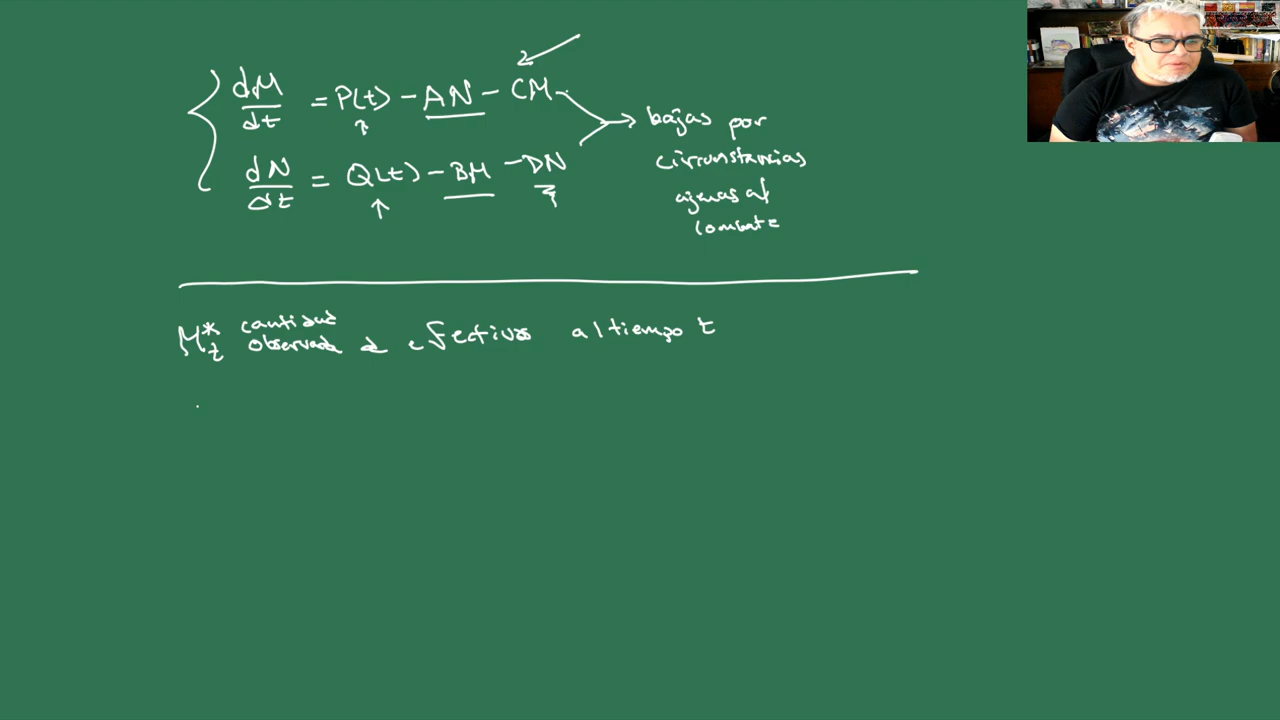 dM/dt = P(t) - AN - CM
dN/dt = Q(t) - BM - DN
bajas por
circunstancias
ajenas al
combate
M*t cantidad
observada de efectivos al tiempo t